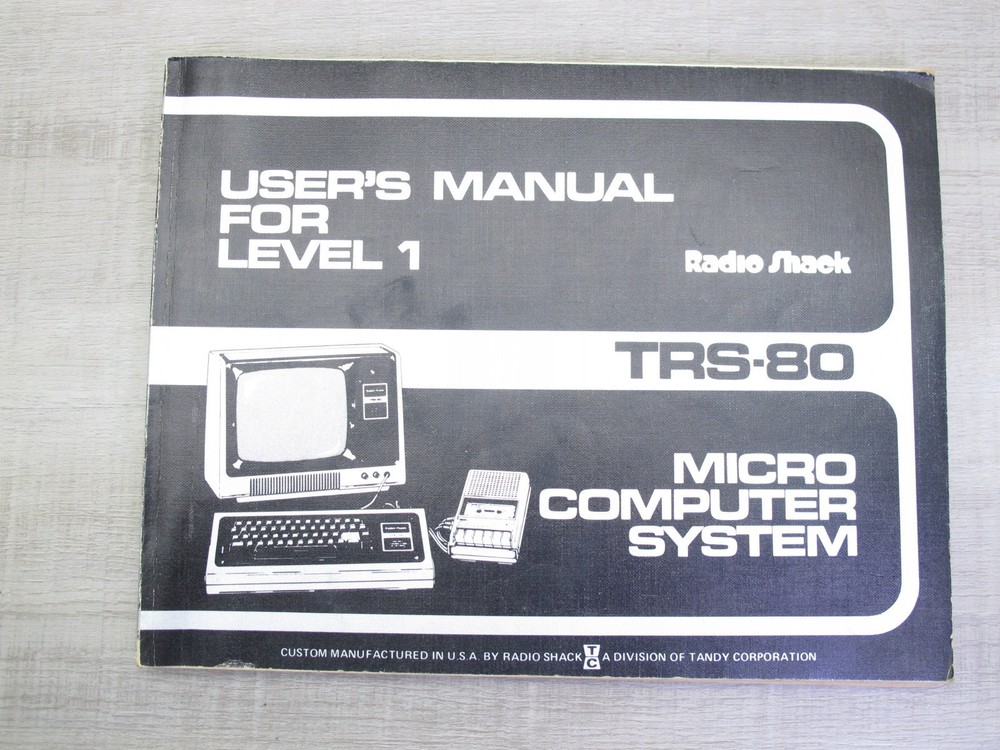 USER'S MANUAL
FOR
LEVEL 1
Radio Shack
TRS-80
MICRO
COMPUTER
SYSTEM
CUSTOM MANUFACTURED IN U.S.A. BY RADIO SHACK TC A DIVISION OF TANDY CORPORATION